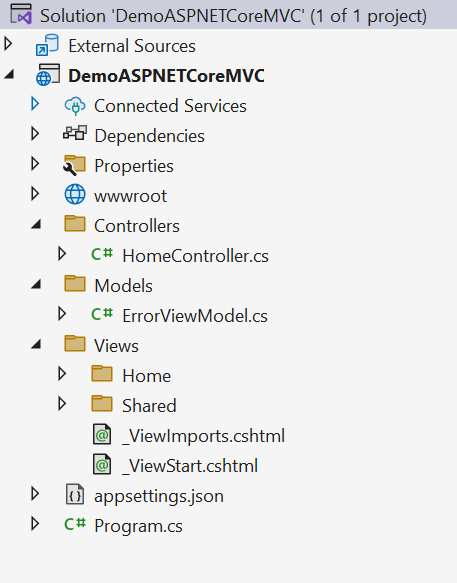 Solution 'DemoASPNETCoreMVC' (1 of 1 project)
External Sources
DemoASPNETCoreMVC
Connected Services
Dependencies
Properties
wwwroot
Controllers
C# HomeController.cs
Models
C# ErrorViewModel.cs
Views
Home
Shared
_ViewImports.cshtml
_ViewStart.cshtml
appsettings.json
C# Program.cs